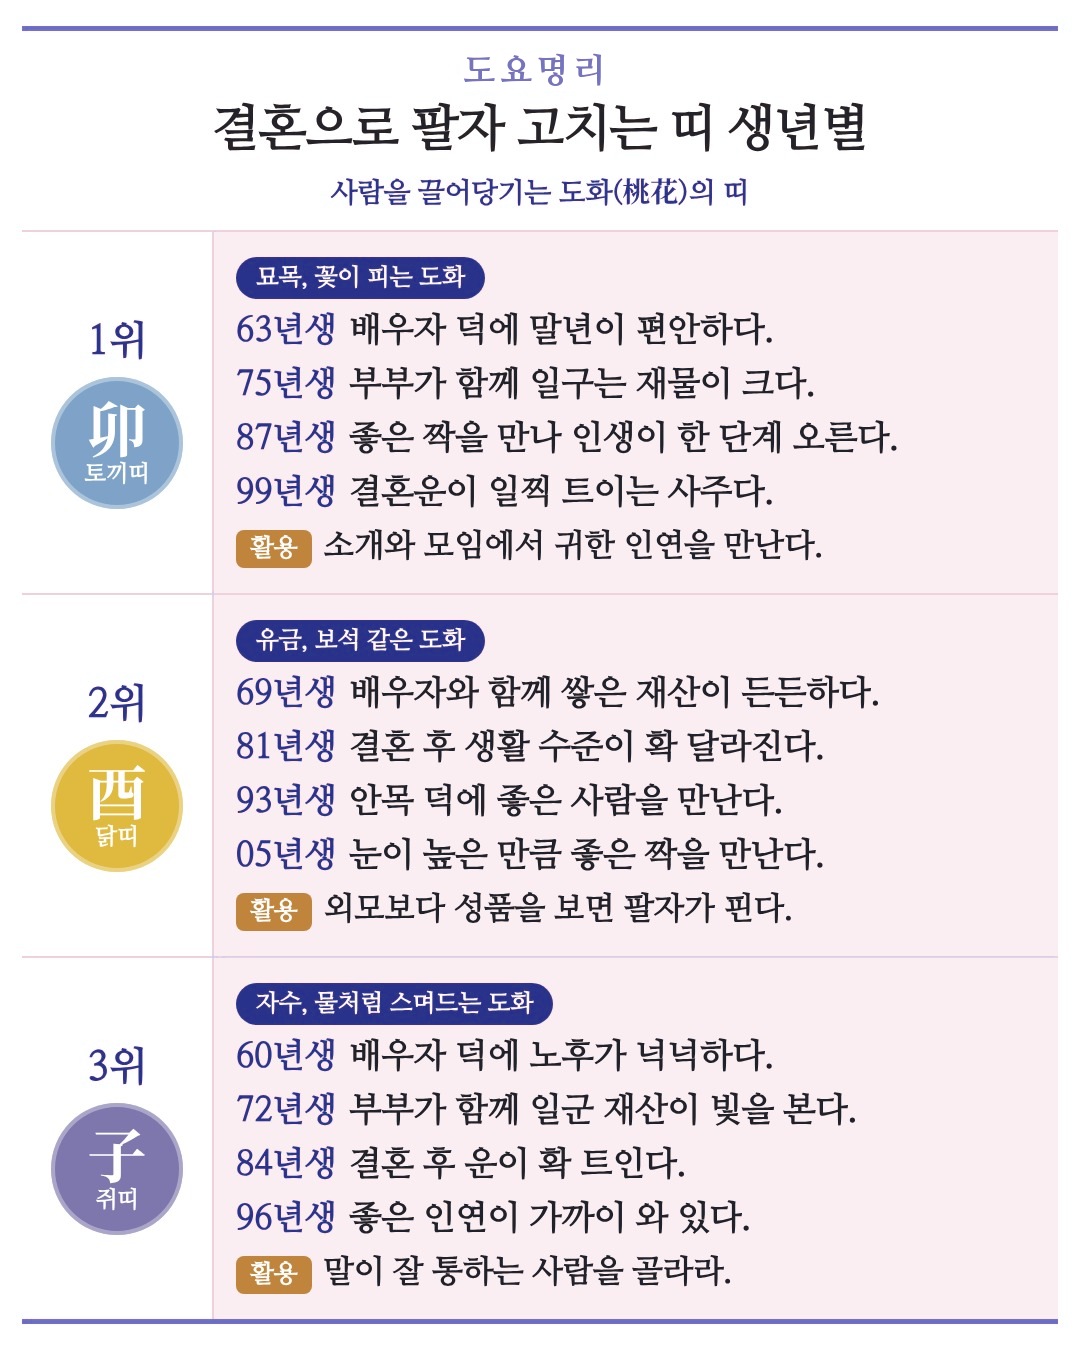 도요명리
결혼으로 팔자 고치는 띠 생년별
사람을 끌어당기는 도화(桃花)의 띠
1위
卯
토끼띠
묘목, 꽃이 피는 도화
63년생 배우자 덕에 말년이 편안하다.
75년생 부부가 함께 일구는 재물이 크다.
87년생 좋은 짝을 만나 인생이 한 단계 오른다.
99년생 결혼운이 일찍 트이는 사주다.
활용 소개와 모임에서 귀한 인연을 만난다.
2위
酉
닭띠
유금, 보석 같은 도화
69년생 배우자와 함께 쌓은 재산이 든든하다.
81년생 결혼 후 생활 수준이 확 달라진다.
93년생 안목 덕에 좋은 사람을 만난다.
05년생 눈이 높은 만큼 좋은 짝을 만난다.
활용 외모보다 성품을 보면 팔자가 핀다.
3위
子
쥐띠
자수, 물처럼 스며드는 도화
60년생 배우자 덕에 노후가 넉넉하다.
72년생 부부가 함께 일군 재산이 빛을 본다.
84년생 결혼 후 운이 확 트인다.
96년생 좋은 인연이 가까이 와 있다.
활용 말이 잘 통하는 사람을 골라라.